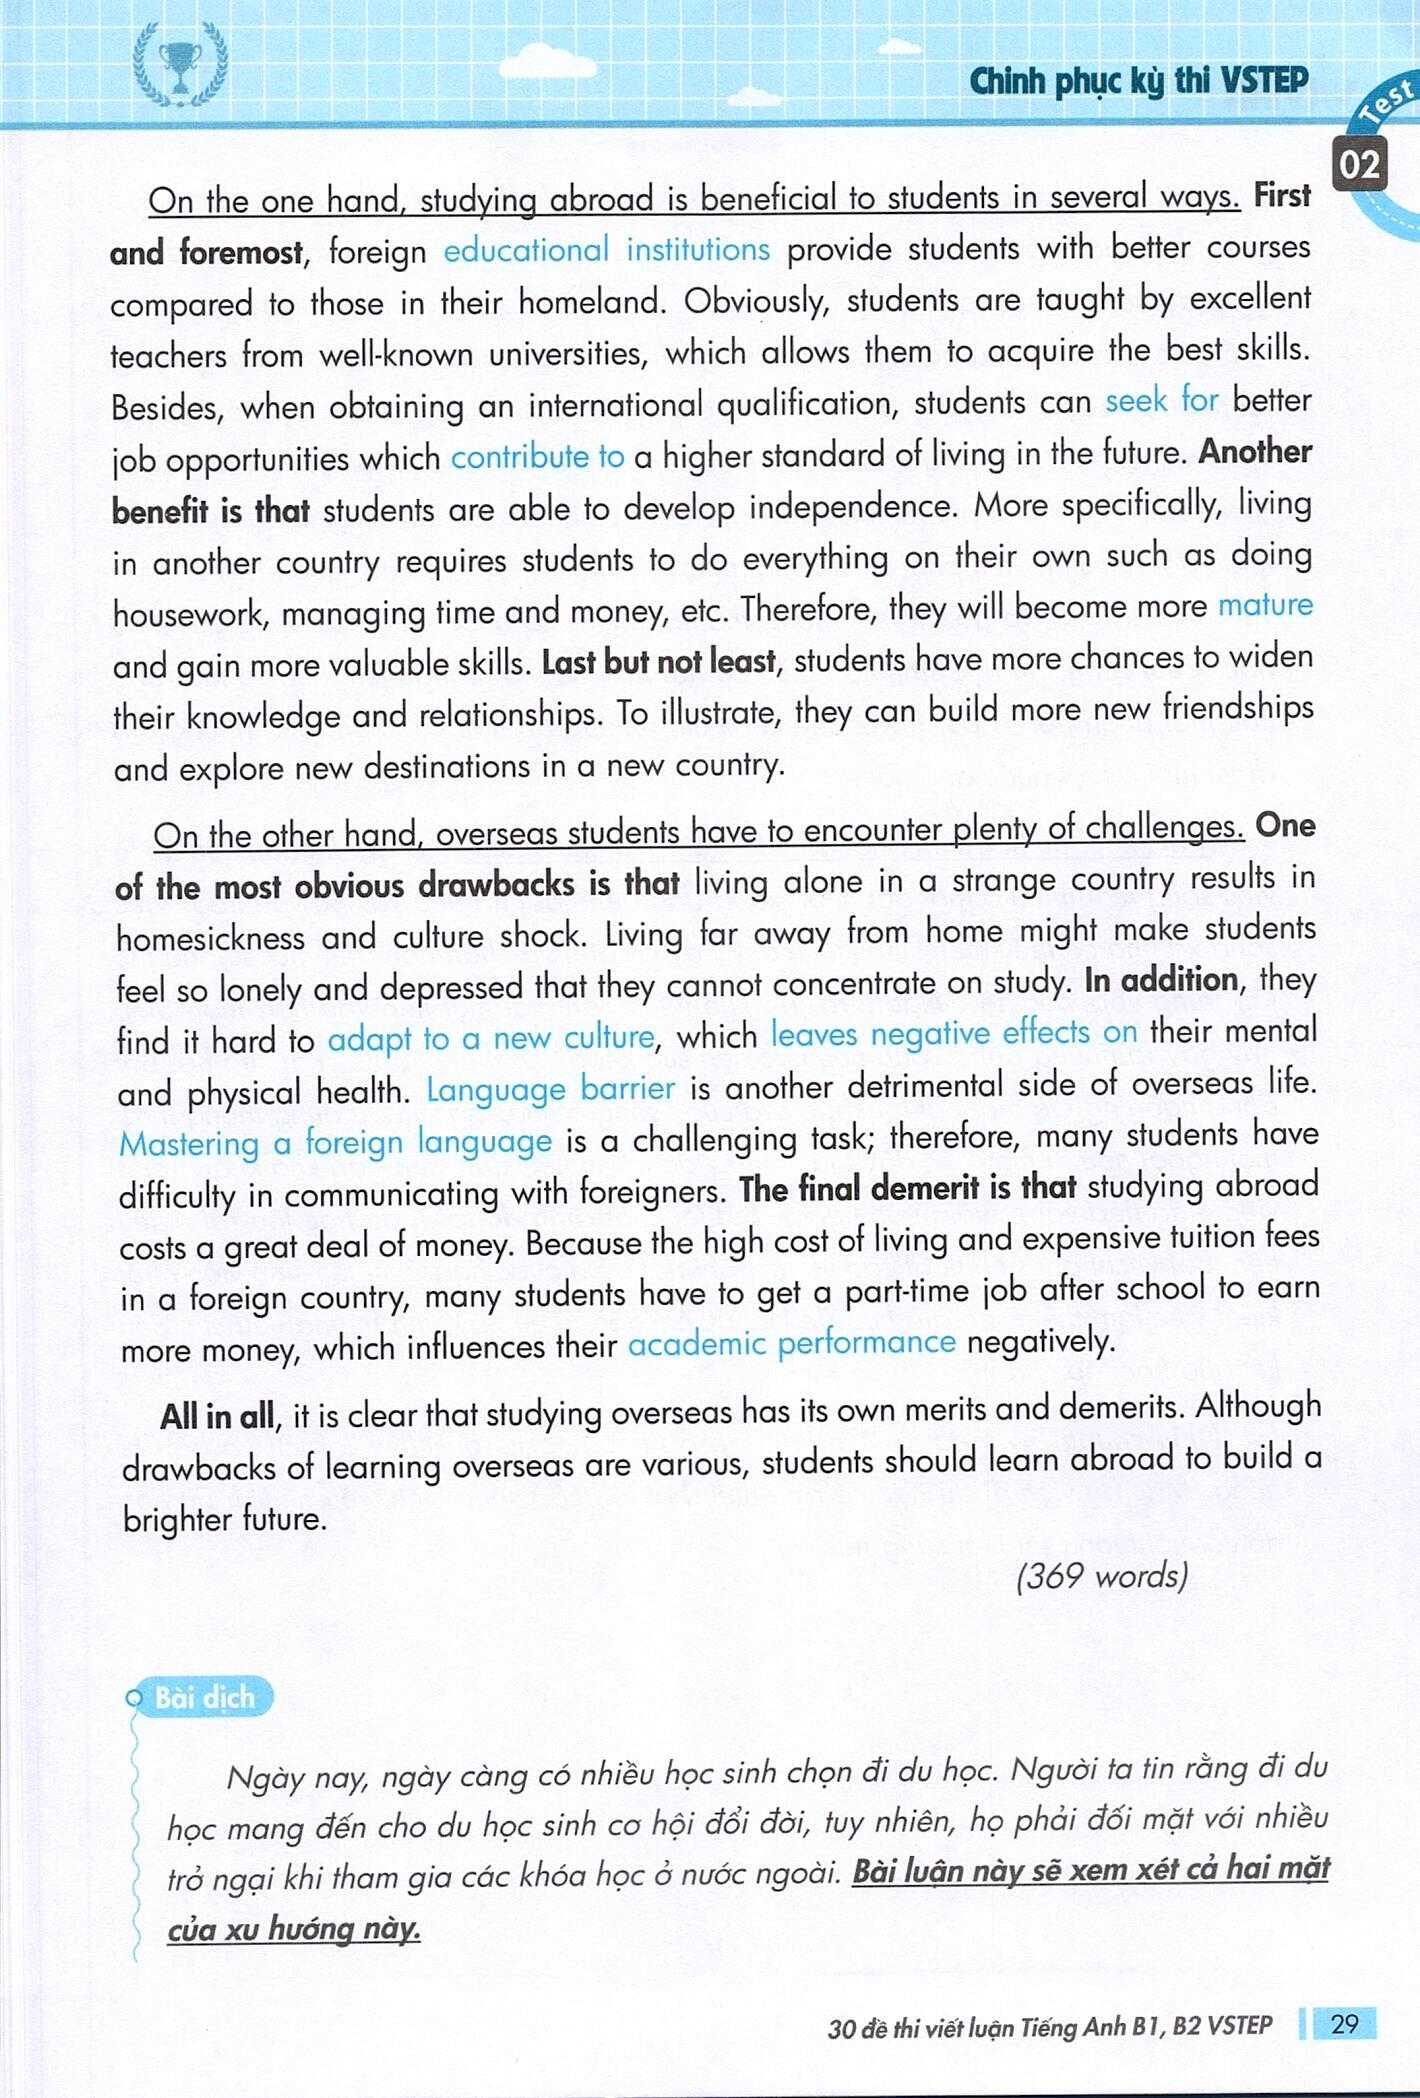 Chinh phục kỳ thi VSTEP
Test
02
On the one hand, studying abroad is beneficial to students in several ways. First
and foremost, foreign educational institutions provide students with better courses
compared to those in their homeland. Obviously, students are taught by excellent
teachers from well-known universities, which allows them to acquire the best skills.
Besides, when obtaining an international qualification, students can seek for better
job opportunities which contribute to a higher standard of living in the future. Another
benefit is that students are able to develop independence. More specifically, living
in another country requires students to do everything on their own such as doing
housework, managing time and money, etc. Therefore, they will become more mature
and gain more valuable skills. Last but not least, students have more chances to widen
their knowledge and relationships. To illustrate, they can build more new friendships
and explore new destinations in a new country.
On the other hand, overseas students have to encounter plenty of challenges. One
of the most obvious drawbacks is that living alone in a strange country results in
homesickness and culture shock. Living far away from home might make students
feel so lonely and depressed that they cannot concentrate on study. In addition, they
find it hard to adapt to a new culture, which leaves negative effects on their mental
and physical health. Language barrier is another detrimental side of overseas life.
Mastering a foreign language is a challenging task; therefore, many students have
difficulty in communicating with foreigners. The final demerit is that studying abroad
costs a great deal of money. Because the high cost of living and expensive tuition fees
in a foreign country, many students have to get a part-time job after school to earn
more money, which influences their academic performance negatively.
All in all, it is clear that studying overseas has its own merits and demerits. Although
drawbacks of learning overseas are various, students should learn abroad to build a
brighter future.
(369 words)
Bài dịch
Ngày nay, ngày càng có nhiều học sinh chọn đi du học. Người ta tin rằng đi du
học mang đến cho du học sinh cơ hội đổi đời, tuy nhiên, họ phải đối mặt với nhiều
trở ngại khi tham gia các khóa học ở nước ngoài. Bài luận này sẽ xem xét cả hai mặt
của xu hướng này.
30 đề thi viết luận Tiếng Anh B1, B2 VSTEP
29